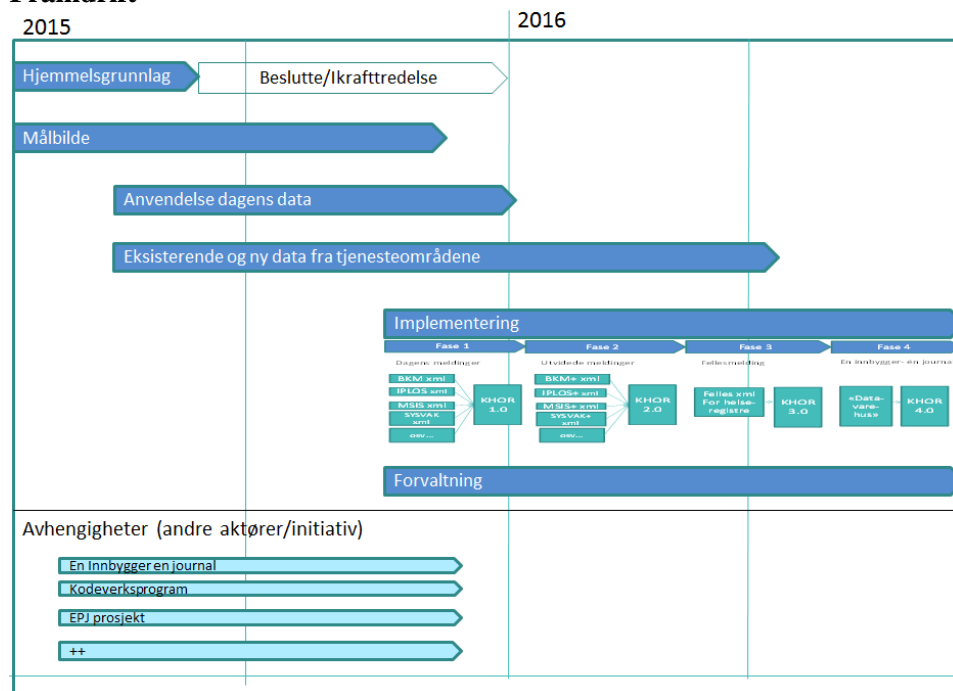 Framdrift
2015
2016
Hjemmelsgrunnlag
Beslutte/Ikrafttredelse
Målbilde
Anvendelse dagens data
Eksisterende og ny data fra tjenesteområdene
Implementering
Fase 1
Fase 2
Fase 3
Fase 4
Dagens meldinger
Utvidede meldinger
Fellesmelding
En innbygger- en journal
BKM xml
IPLOS xml
MSIS xml
SYSVAK
xml
osv...
KHOR
1.0
BKM+ xml
IPLOS+ xml
MSIS+ xml
SYSVAK+
xml
osv...
KHOR
2.0
Felles xml
For helse-
registre
KHOR
3.0
«Data-
vare-
hus»
KHOR
4.0
Forvaltning
Avhengigheter (andre aktører/initiativ)
En Innbygger en journal
Kodeverksprogram
EPJ prosjekt
++